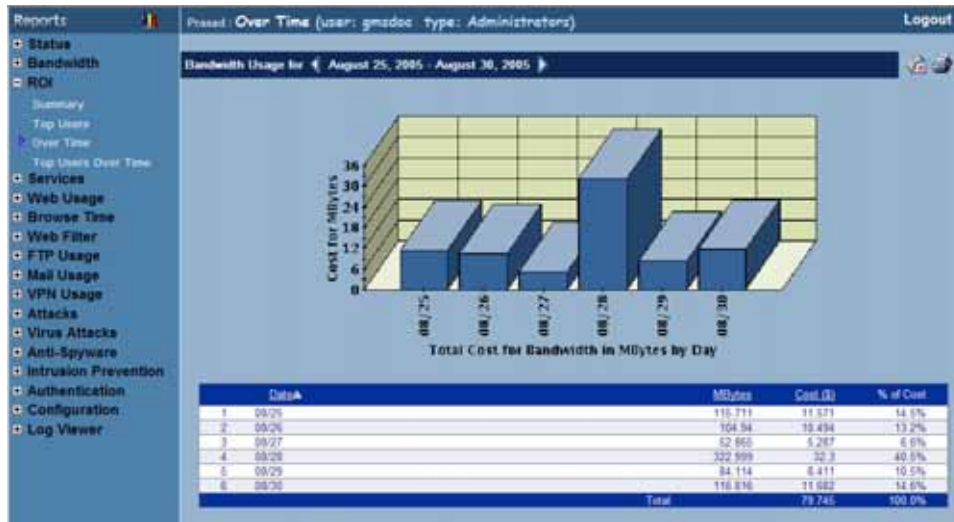 Reports
Prasad : Over Time (user: gmsdoc type: Administrators)
Logout
Status
Bandwidth
ROI
Summary
Top Users
Over Time
Top Users Over Time
Services
Web Usage
Browse Time
Web Filter
FTP Usage
Mail Usage
VPN Usage
Attacks
Virus Attacks
Anti-Spyware
Intrusion Prevention
Authentication
Configuration
Log Viewer
Bandwidth Usage for August 25, 2005 - August 30, 2005
Cost for MBytes
36
30
24
18
12
6
0
08/25
08/26
08/27
08/28
08/29
08/30
Total Cost for Bandwidth in MBytes by Day
Date MBytes Cost ($) % of Cost
1 08/25 115.711 11.571 14.5%
2 08/26 104.94 10.494 13.2%
3 08/27 52.865 5.287 6.6%
4 08/28 322.999 32.3 40.5%
5 08/29 84.114 8.411 10.5%
6 08/30 116.816 11.682 14.6%
Total 79.745 100.0%